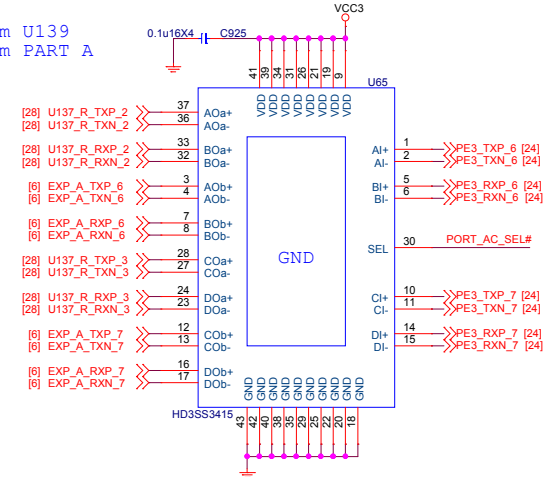 m U139
m PART A
VCC3
0.1u16X4 C925
41 39 34 31 26 21 19 9
U65
VDD VDD VDD VDD VDD VDD VDD VDD
[28] U137_R_TXP_2 37 AOa+
[28] U137_R_TXN_2 36 AOa-
[28] U137_R_RXP_2 33 BOa+
[28] U137_R_RXN_2 32 BOa-
[6] EXP_A_TXP_6 3 AOb+
[6] EXP_A_TXN_6 4 AOb-
[6] EXP_A_RXP_6 7 BOb+
[6] EXP_A_RXN_6 8 BOb-
[28] U137_R_TXP_3 28 COa+
[28] U137_R_TXN_3 27 COa-
[28] U137_R_RXP_3 24 DOa+
[28] U137_R_RXN_3 23 DOa-
[6] EXP_A_TXP_7 12 COb+
[6] EXP_A_TXN_7 13 COb-
[6] EXP_A_RXP_7 16 DOb+
[6] EXP_A_RXN_7 17 DOb-
GND
AI+ 1 PE3_TXP_6 [24]
AI- 2 PE3_TXN_6 [24]
BI+ 5 PE3_RXP_6 [24]
BI- 6 PE3_RXN_6 [24]
SEL 30 PORT_AC_SEL#
CI+ 10 PE3_TXP_7 [24]
CI- 11 PE3_TXN_7 [24]
DI+ 14 PE3_RXP_7 [24]
DI- 15 PE3_RXN_7 [24]
GND GND GND GND GND GND GND GND GND GND
HD3SS3415
43 42 40 38 35 29 25 22 20 18